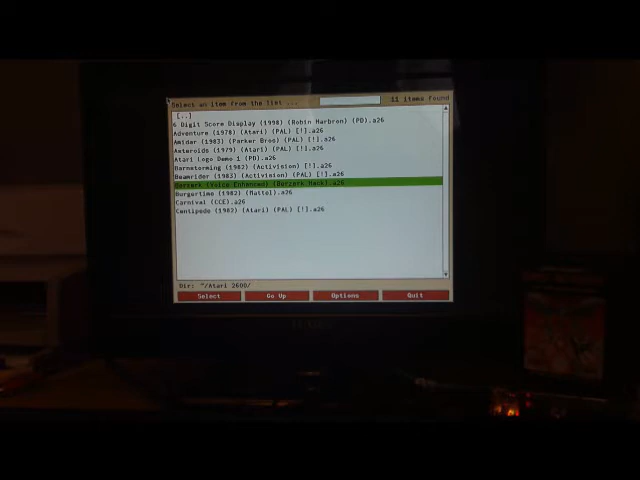 Select an item from the list ... 11 items found
[..]
6 Digit Score Display (1998) (Robin Harbron) (PD).a26
Adventure (1978) (Atari) (PAL) [!].a26
Amidar (1983) (Parker Bros) (PAL) [!].a26
Asteroids (1979) (Atari) (PAL) [!].a26
Atari Logo Demo 1 (PD).a26
Barnstorming (1982) (Activision) [!].a26
Beamrider (1983) (Activision) (PAL) [!].a26
Berzerk (Voice Enhanced) (Berzerk Hack).a26
Burgertime (1982) (Mattel).a26
Carnival (CCE).a26
Centipede (1982) (Atari) (PAL) [!].a26
Dir: ~/Atari 2600/
Select Go Up Options Quit